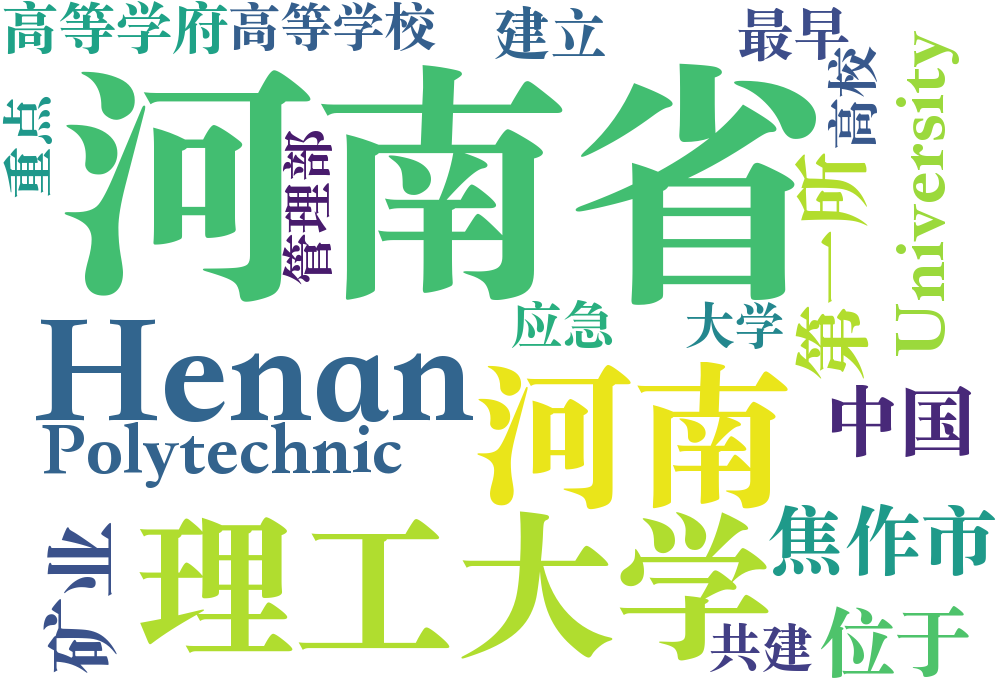 高等学府
高等学校
建立
最早
高校
重点
河南省
管理部
第一所
University
应急
大学
Henan
河南
中国
Polytechnic
矿业
理工大学
焦作市
共建
位于